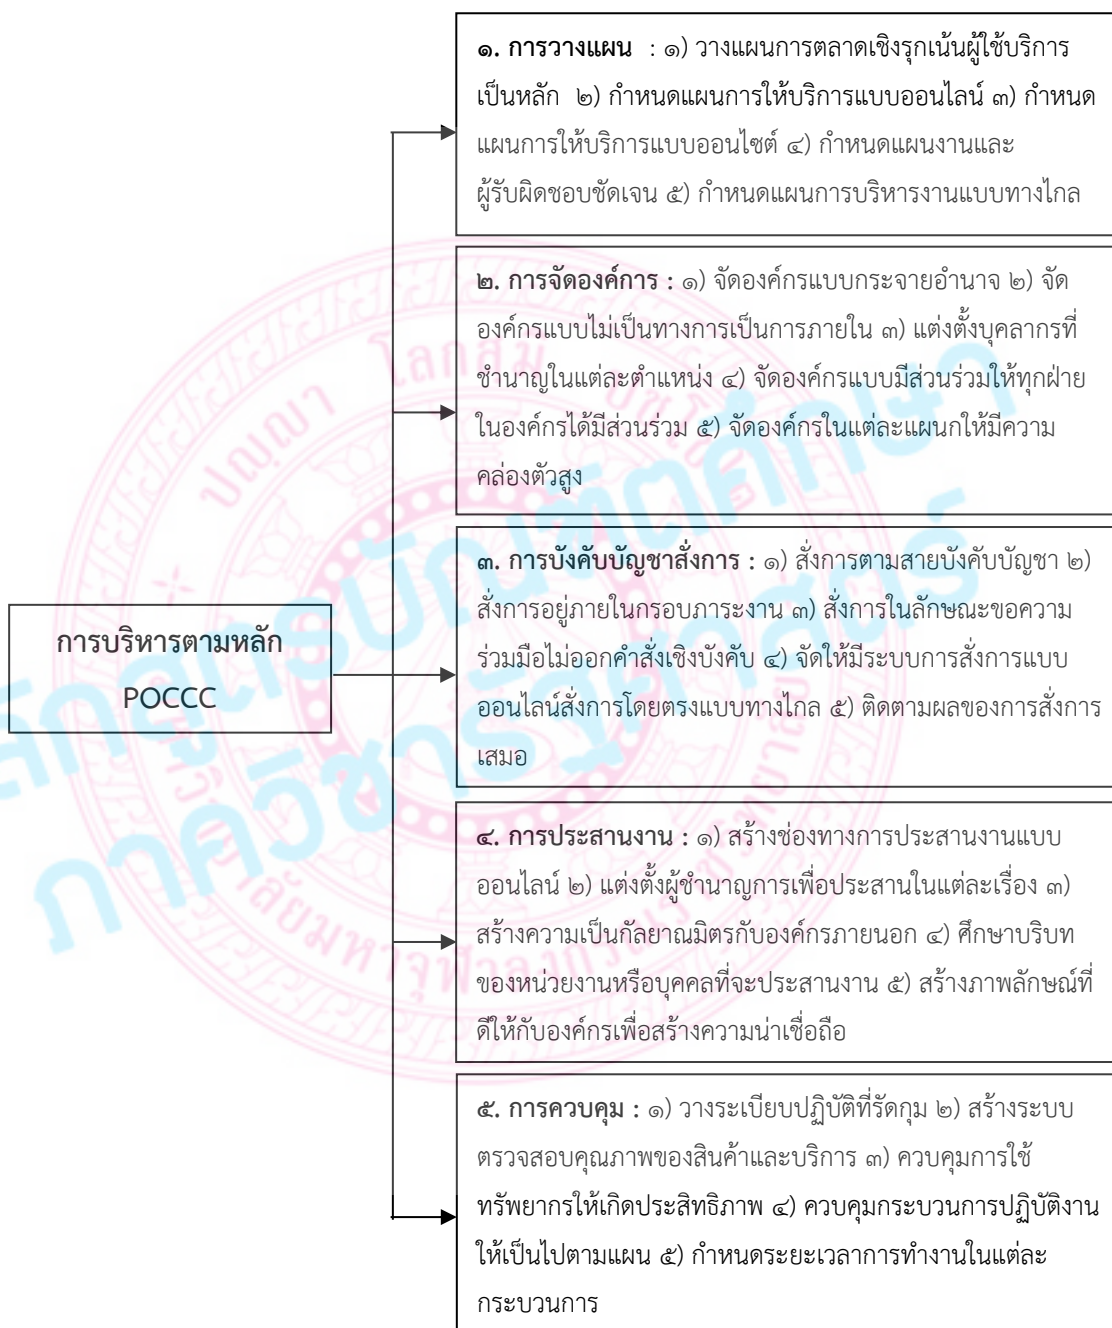 ๑. การวางแผน : ๑) วางแผนการตลาดเชิงรุกเน้นผู้ใช้บริการ
เป็นหลัก ๒) กำหนดแผนการให้บริการแบบออนไลน์ ๓) กำหนด
แผนการให้บริการแบบออนไซต์ ๔) กำหนดแผนงานและ
ผู้รับผิดชอบชัดเจน ๕) กำหนดแผนการบริหารงานแบบทางไกล
๒. การจัดองค์การ : ๑) จัดองค์กรแบบกระจายอำนาจ ๒) จัด
องค์กรแบบไม่เป็นทางการเป็นการภายใน ๓) แต่งตั้งบุคลากรที่
ชำนาญในแต่ละตำแหน่ง ๔) จัดองค์กรแบบมีส่วนร่วมให้ทุกฝ่าย
ในองค์กรได้มีส่วนร่วม ๕) จัดองค์กรในแต่ละแผนกให้มีความ
คล่องตัวสูง
การบริหารตามหลัก
POCCC
๓. การบังคับบัญชาสั่งการ : ๑) สั่งการตามสายบังคับบัญชา ๒)
สั่งการอยู่ภายในกรอบภาระงาน ๓) สั่งการในลักษณะขอความ
ร่วมมือไม่ออกคำสั่งเชิงบังคับ ๔) จัดให้มีระบบการสั่งการแบบ
ออนไลน์สั่งการโดยตรงแบบทางไกล ๕) ติดตามผลของการสั่งการ
เสมอ
๔. การประสานงาน : ๑) สร้างช่องทางการประสานงานแบบ
ออนไลน์ ๒) แต่งตั้งผู้ชำนาญการเพื่อประสานในแต่ละเรื่อง ๓)
สร้างความเป็นกัลยาณมิตรกับองค์กรภายนอก ๔) ศึกษาบริบท
ของหน่วยงานหรือบุคคลที่จะประสานงาน ๕) สร้างภาพลักษณ์ที่
ดีให้กับองค์กรเพื่อสร้างความน่าเชื่อถือ
๕. การควบคุม : ๑) วางระเบียบปฏิบัติที่รัดกุม ๒) สร้างระบบ
ตรวจสอบคุณภาพของสินค้าและบริการ ๓) ควบคุมการใช้
ทรัพยากรให้เกิดประสิทธิภาพ ๔) ควบคุมกระบวนการปฏิบัติงาน
ให้เป็นไปตามแผน ๕) กำหนดระยะเวลาการทำงานในแต่ละ
กระบวนการ
ปญฺญา โลกสฺมิ ปชฺโชโต
ภาควิชารัฐศาสตร์